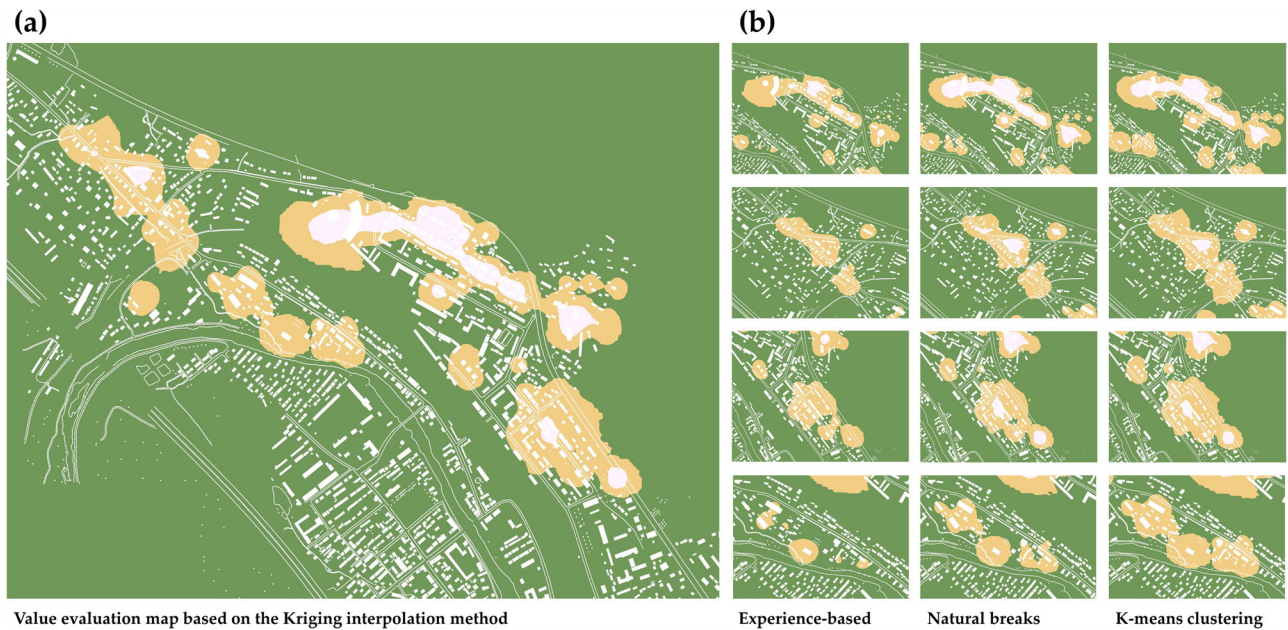 (a)
(b)
Value evaluation map based on the Kriging interpolation method
Experience-based
Natural breaks
K-means clustering